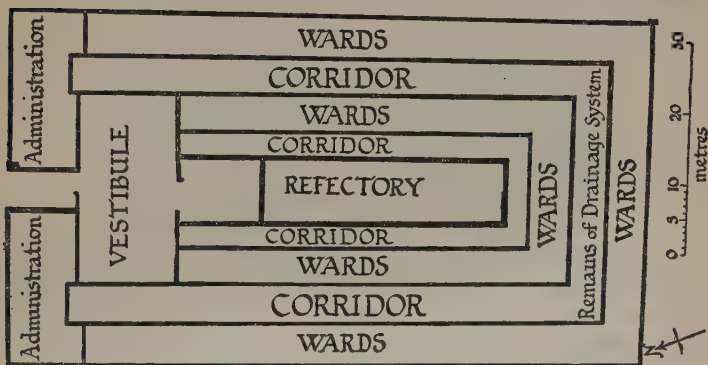 WARDS
CORRIDOR
WARDS
CORRIDOR
REFECTORY
CORRIDOR
WARDS
CORRIDOR
WARDS
Administration
Administration
VESTIBULE
WARDS
Remains of Drainage System
WARDS
0 3 10 20 30
metres
N